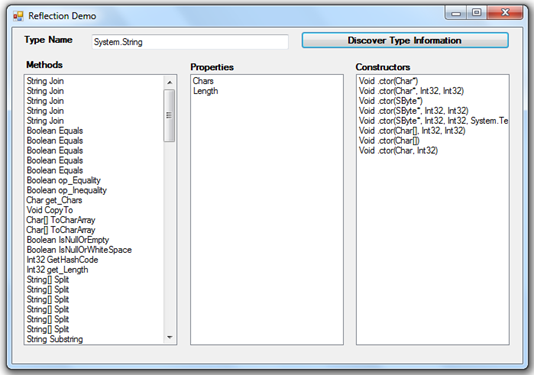 Reflection Demo
Type Name
System.String
Discover Type Information
Methods
String Join
String Join
String Join
String Join
String Join
Boolean Equals
Boolean Equals
Boolean Equals
Boolean Equals
Boolean Equals
Boolean op_Equality
Boolean op_Inequality
Char get_Chars
Void CopyTo
Char[] ToCharArray
Char[] ToCharArray
Boolean IsNullOrEmpty
Boolean IsNullOrWhiteSpace
Int32 GetHashCode
Int32 get_Length
String[] Split
String[] Split
String[] Split
String[] Split
String[] Split
String[] Split
String Substring
Properties
Chars
Length
Constructors
Void .ctor(Char*)
Void .ctor(Char*, Int32, Int32)
Void .ctor(SByte*)
Void .ctor(SByte*, Int32, Int32)
Void .ctor(SByte*, Int32, Int32, System.Te
Void .ctor(Char[], Int32, Int32)
Void .ctor(Char[])
Void .ctor(Char, Int32)